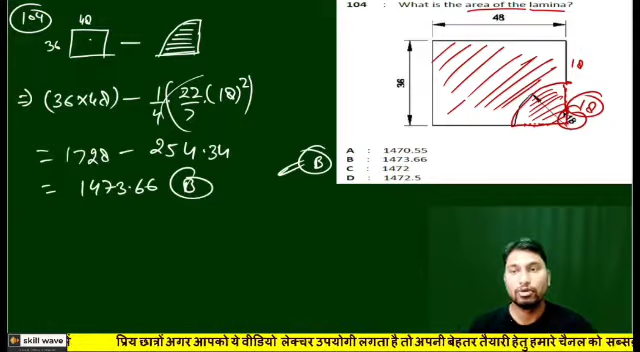 104
104 : What is the area of the lamina?
48
36
48
36
18
18
18
⇒ (36×48) − 1/4 (22/7 · (18)²)
= 1728 − 254.34
= 1473.66 B
B
A : 1470.55
B : 1473.66
C : 1472
D : 1472.5
skill wave
प्रिय छात्रों अगर आपको ये वीडियो लेक्चर उपयोगी लगता है तो अपनी बेहतर तैयारी हेतु हमारे चैनल को सब्स